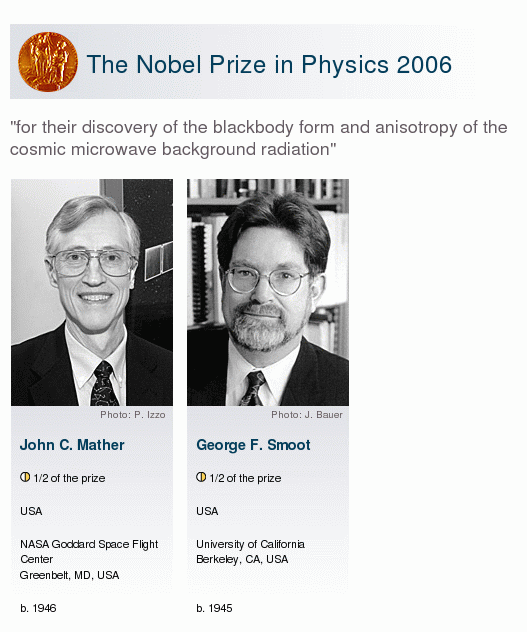 The Nobel Prize in Physics 2006
"for their discovery of the blackbody form and anisotropy of the
cosmic microwave background radiation"
Photo: P. Izzo
John C. Mather
1/2 of the prize
USA
NASA Goddard Space Flight
Center
Greenbelt, MD, USA
b. 1946
Photo: J. Bauer
George F. Smoot
1/2 of the prize
USA
University of California
Berkeley, CA, USA
b. 1945